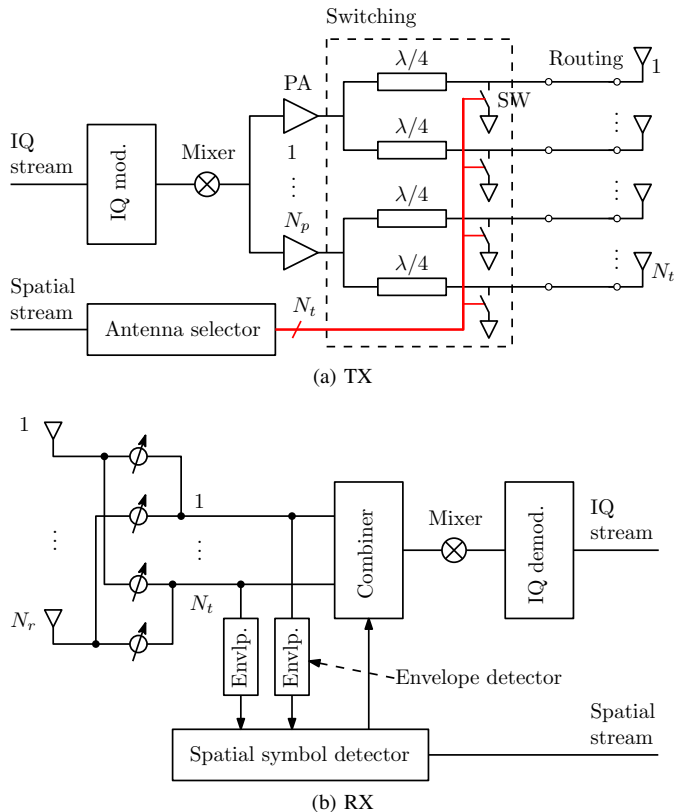 Switching
λ/4
Routing
PA
1
SW
IQ
stream
IQ mod.
Mixer
1
⋮
λ/4
⋮
⋮
λ/4
N_p
λ/4
⋮
N_t
Spatial
stream
Antenna selector
N_t
(a) TX
1
1
⋮
⋮
Combiner
Mixer
IQ demod.
IQ
stream
N_t
N_r
Envlp.
Envlp.
Envelope detector
Spatial symbol detector
Spatial
stream
(b) RX